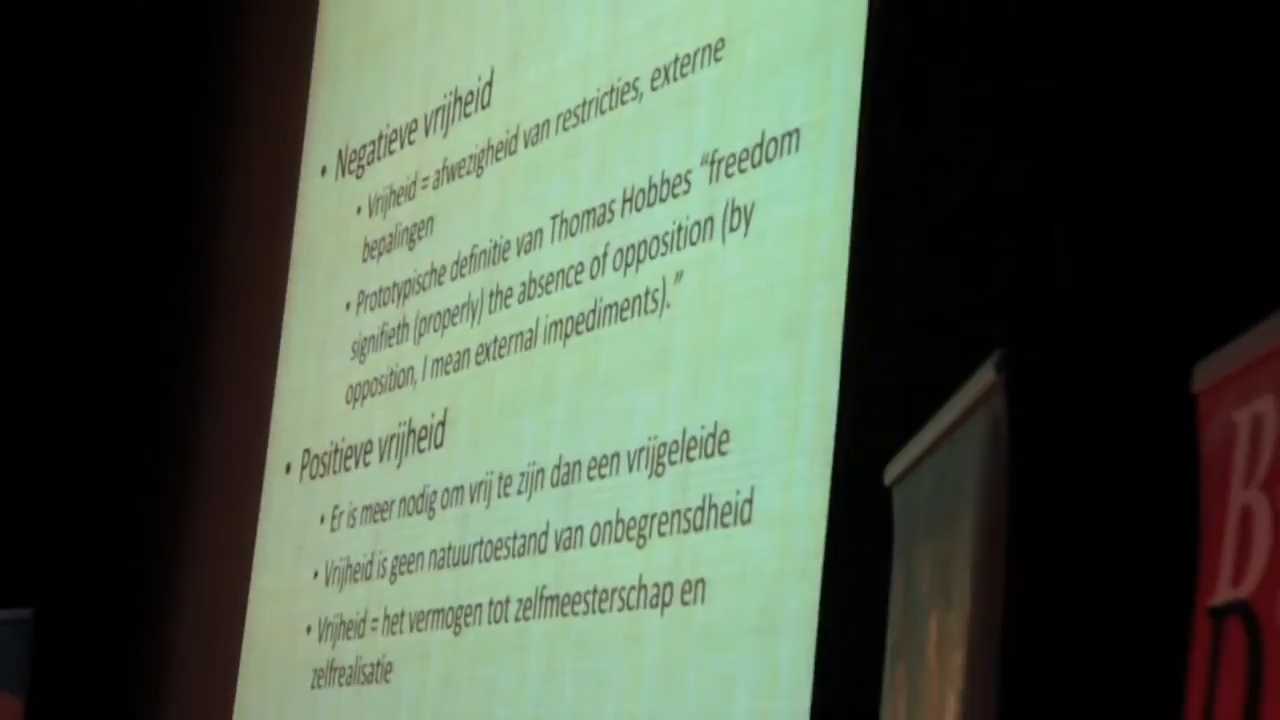 • Negatieve vrijheid
• Vrijheid = afwezigheid van restricties, externe
bepalingen
• Prototypische definitie van Thomas Hobbes “freedom
signifieth (properly) the absence of opposition (by
opposition, I mean external impediments).”
• Positieve vrijheid
• Er is meer nodig om vrij te zijn dan een vrijgeleide
• Vrijheid is geen natuurtoestand van onbegrensdheid
• Vrijheid = het vermogen tot zelfmeesterschap en
zelfrealisatie
B
D